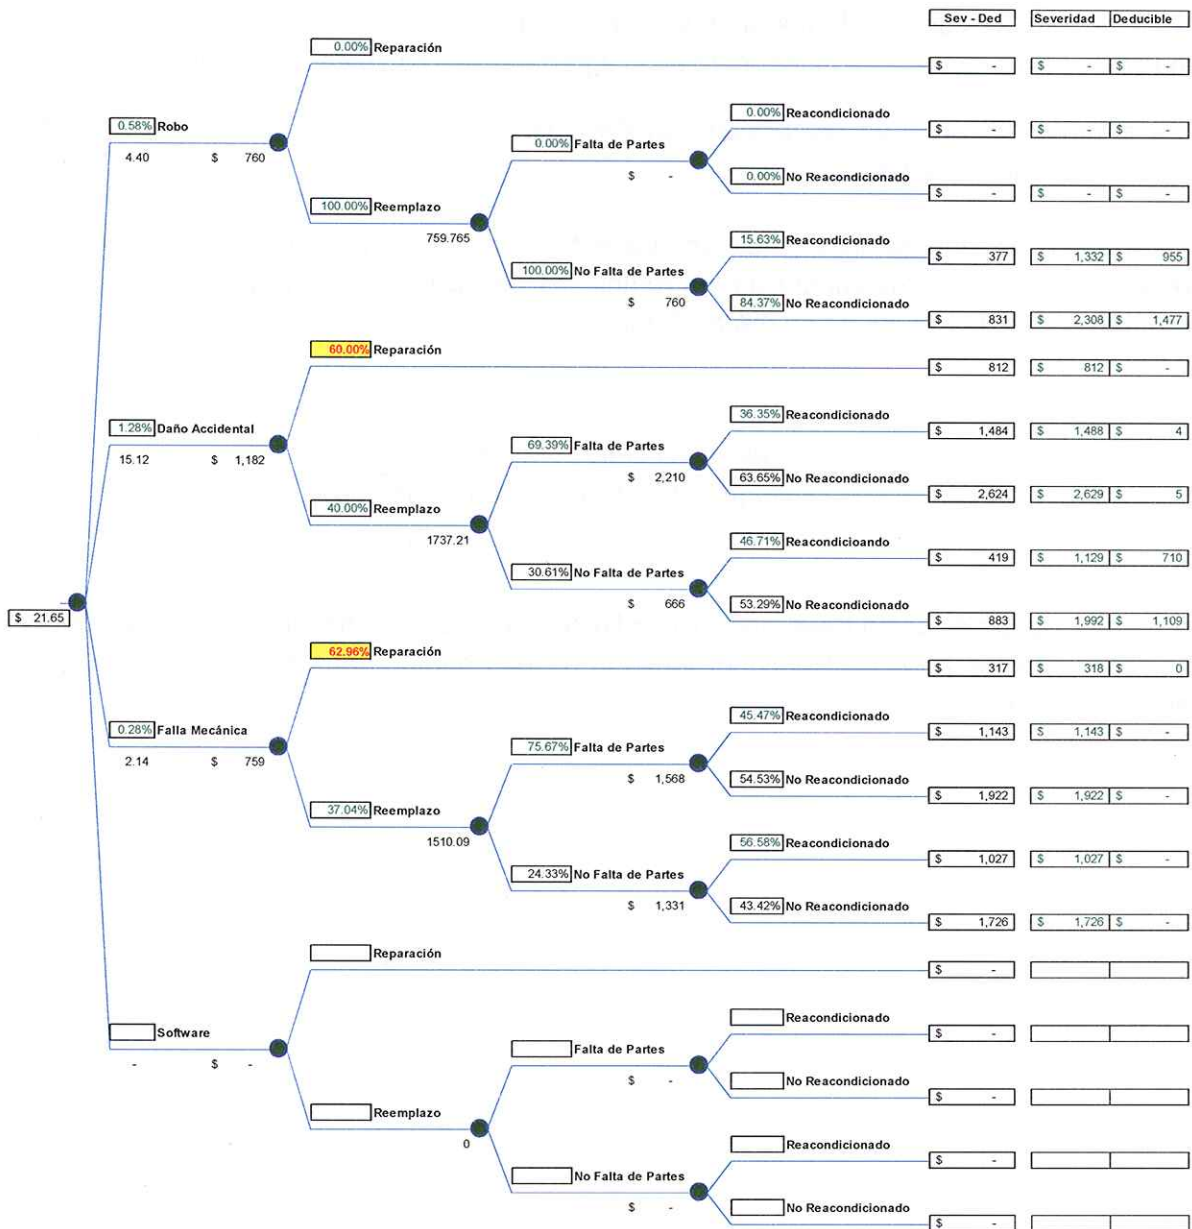 Sev - Ded Severidad Deducible
0.00% Reparación
$ - $ - $ -
0.58% Robo
4.40 $ 760
0.00% Reacondicionado
$ - $ - $ -
0.00% Falta de Partes
$ -
0.00% No Reacondicionado
$ - $ - $ -
100.00% Reemplazo
759.765
15.63% Reacondicionado
$ 377 $ 1,332 $ 955
100.00% No Falta de Partes
$ 760
84.37% No Reacondicionado
$ 831 $ 2,308 $ 1,477
60.00% Reparación
$ 812 $ 812 $ -
1.28% Daño Accidental
15.12 $ 1,182
36.35% Reacondicionado
$ 1,484 $ 1,488 $ 4
69.39% Falta de Partes
$ 2,210
63.65% No Reacondicionado
$ 2,624 $ 2,629 $ 5
40.00% Reemplazo
1737.21
46.71% Reacondicioando
$ 419 $ 1,129 $ 710
30.61% No Falta de Partes
$ 666
53.29% No Reacondicionado
$ 883 $ 1,992 $ 1,109
$ 21.65
62.96% Reparación
$ 317 $ 318 $ 0
0.28% Falla Mecánica
2.14 $ 759
45.47% Reacondicionado
$ 1,143 $ 1,143 $ -
75.67% Falta de Partes
$ 1,568
54.53% No Reacondicionado
$ 1,922 $ 1,922 $ -
37.04% Reemplazo
1510.09
56.58% Reacondicionado
$ 1,027 $ 1,027 $ -
24.33% No Falta de Partes
$ 1,331
43.42% No Reacondicionado
$ 1,726 $ 1,726 $ -
Reparación
$ -
Software
- $ -
Reacondicionado
$ -
Falta de Partes
$ -
No Reacondicionado
$ -
Reemplazo
0
Reacondicionado
$ -
No Falta de Partes
$ -
No Reacondicionado
$ -